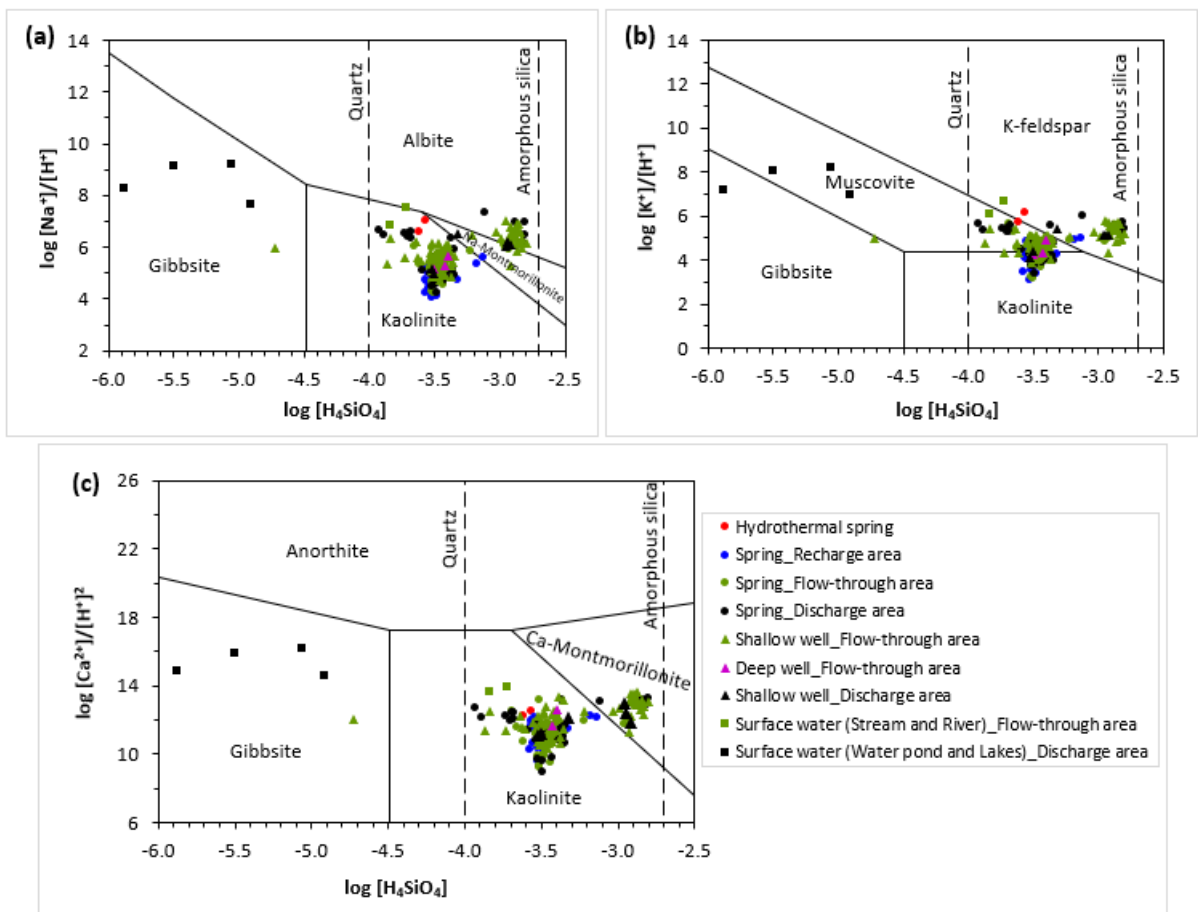 (a)
14
12
10
8
6
4
2
log [Na⁺]/[H⁺]
Quartz
Albite
Amorphous silica
Gibbsite
Na-Montmorillonite
Kaolinite
-6.0 -5.5 -5.0 -4.5 -4.0 -3.5 -3.0 -2.5
log [H₄SiO₄]
(b)
14
12
10
8
6
4
2
0
log [K⁺]/[H⁺]
Quartz
K-feldspar
Amorphous silica
Muscovite
Gibbsite
Kaolinite
-6.0 -5.5 -5.0 -4.5 -4.0 -3.5 -3.0 -2.5
log [H₄SiO₄]
(c)
26
22
18
14
10
6
log [Ca²⁺]/[H⁺]²
Anorthite
Quartz
Amorphous silica
Ca-Montmorillonite
Gibbsite
Kaolinite
-6.0 -5.5 -5.0 -4.5 -4.0 -3.5 -3.0 -2.5
log [H₄SiO₄]
Hydrothermal spring
Spring_Recharge area
Spring_Flow-through area
Spring_Discharge area
Shallow well_Flow-through area
Deep well_Flow-through area
Shallow well_Discharge area
Surface water (Stream and River)_Flow-through area
Surface water (Water pond and Lakes)_Discharge area